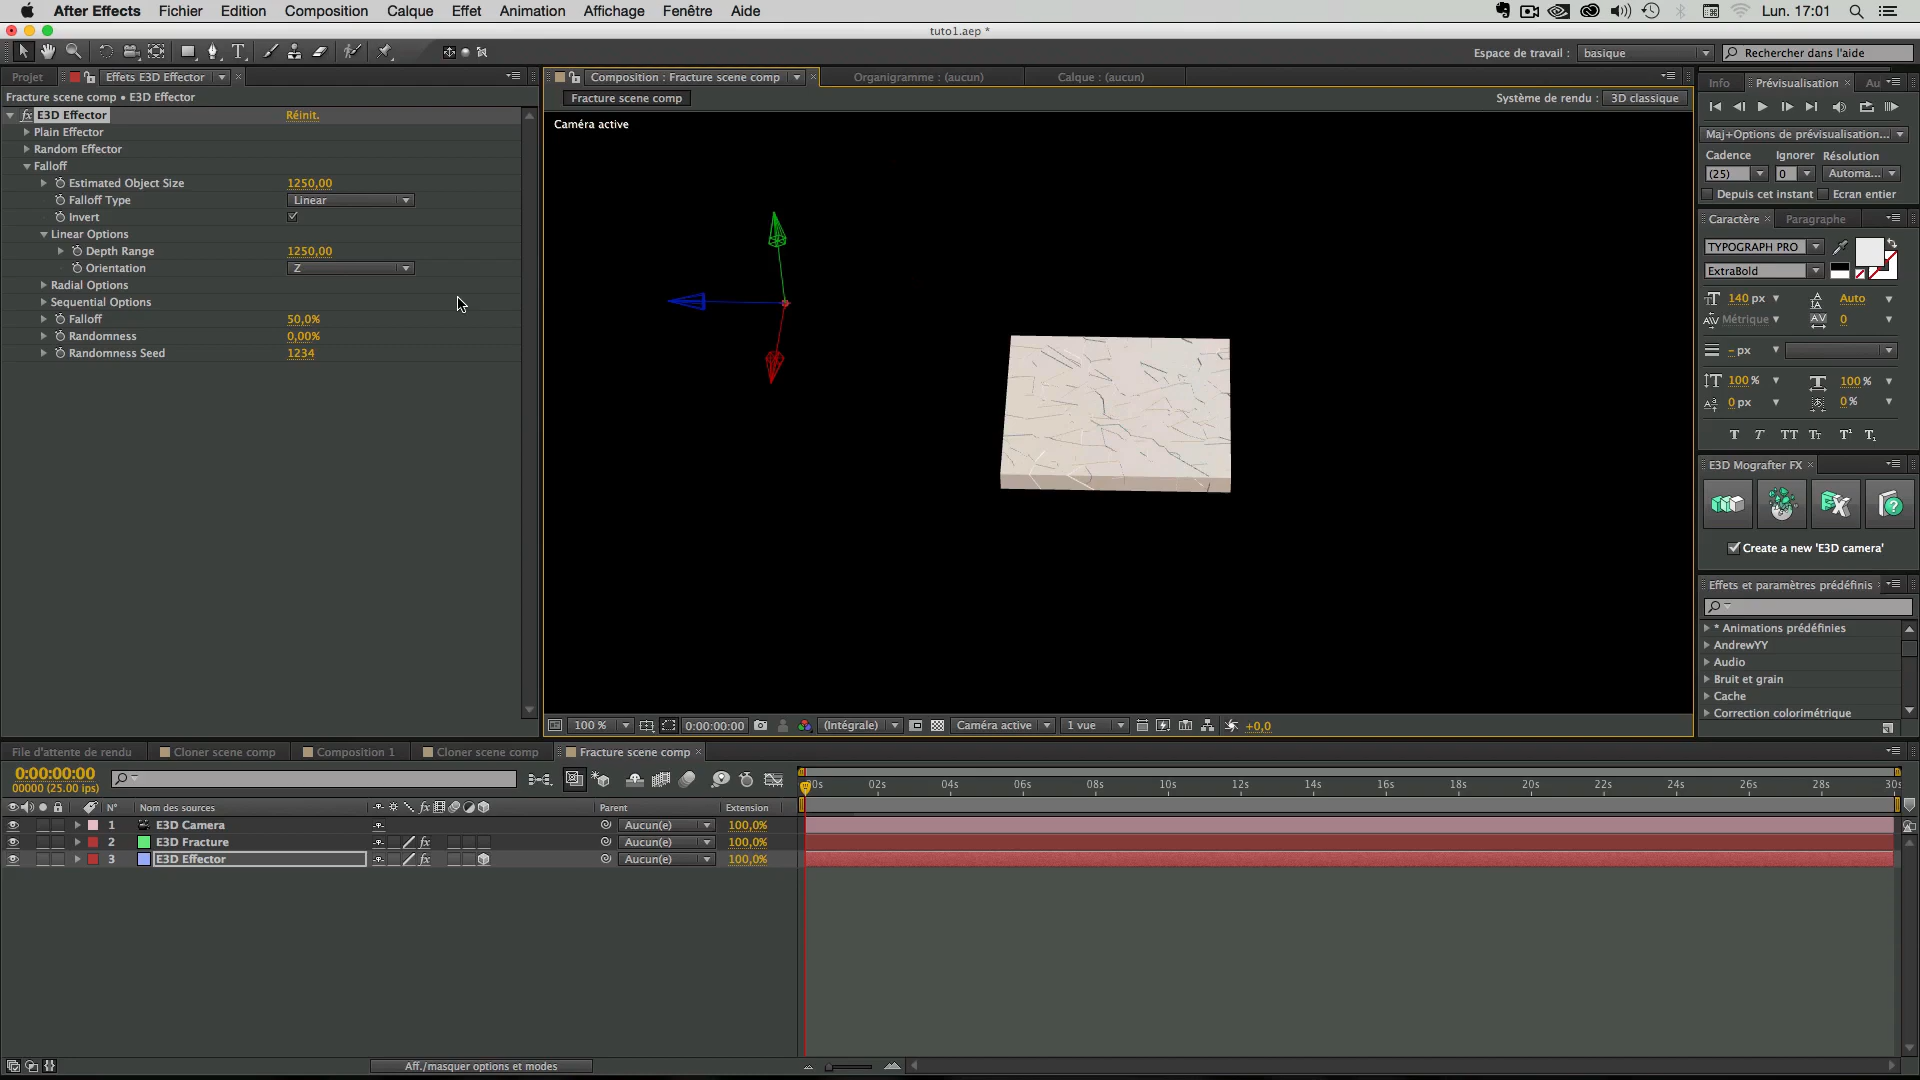 After Effects Fichier Edition Composition Calque Effet Animation Affichage Fenêtre Aide Lun. 17:01
tuto1.aep *
Espace de travail : basique Rechercher dans l'aide
Projet Effets E3D Effector Composition : Fracture scene comp Organigramme : (aucun) Calque : (aucun) Info Prévisualisation Au
Fracture scene comp • E3D Effector
Fracture scene comp Système de rendu : 3D classique
fx E3D Effector Réinit.
Plain Effector
Random Effector
Falloff
Estimated Object Size 1250,00
Falloff Type Linear
Invert
Linear Options
Depth Range 1250,00
Orientation Z
Radial Options
Sequential Options
Falloff 50,0%
Randomness 0,00%
Randomness Seed 1234
Caméra active
100 % 0:00:00:00 (Intégrale) Caméra active 1 vue +0,0
Maj+Options de prévisualisation...
Cadence Ignorer Résolution
(25) 0 Automa...
Depuis cet instant Ecran entier
Caractère Paragraphe
TYPOGRAPH PRO
ExtraBold
140 px Auto
Métrique 0
- px
100 % 100 %
0 px 0 %
T T TT Tт T¹ T₁
E3D Mografter FX
Create a new 'E3D camera'
Effets et paramètres prédéfinis
* Animations prédéfinies
AndrewYY
Audio
Bruit et grain
Cache
Correction colorimétrique
File d'attente de rendu Cloner scene comp Composition 1 Cloner scene comp Fracture scene comp
0:00:00:00
00000 (25.00 ips)
00s 02s 04s 06s 08s 10s 12s 14s 16s 18s 20s 22s 24s 26s 28s 30s
N° Nom des sources fx Parent Extension
1 E3D Camera Aucun(e) 100,0%
2 E3D Fracture fx Aucun(e) 100,0%
3 E3D Effector fx Aucun(e) 100,0%
Aff./masquer options et modes